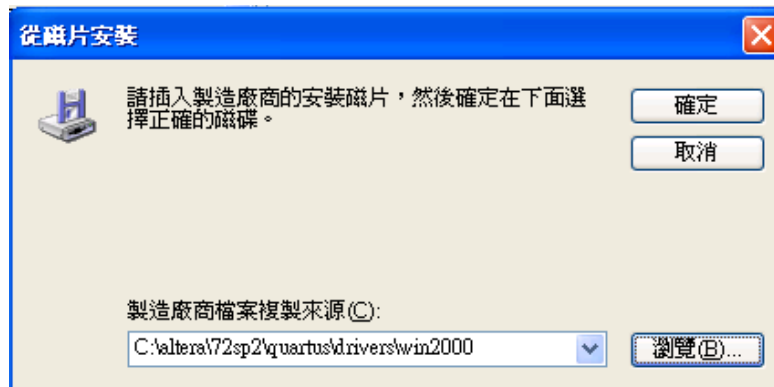 從磁片安裝
請插入製造廠商的安裝磁片，然後確定在下面選
擇正確的磁碟。
確定
取消
製造廠商檔案複製來源(C):
C:\altera\72sp2\quartus\drivers\win2000
瀏覽(B)...